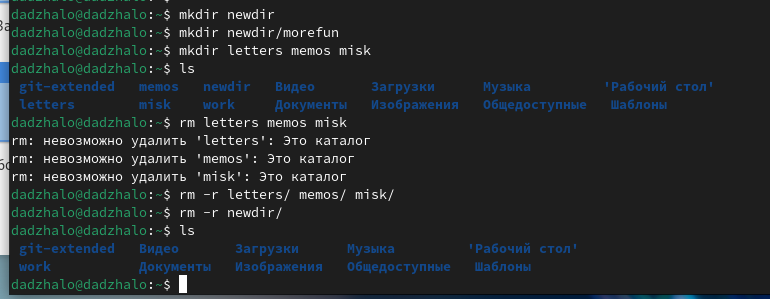 dadzhalo@dadzhalo:~$ mkdir newdir
dadzhalo@dadzhalo:~$ mkdir newdir/morefun
dadzhalo@dadzhalo:~$ mkdir letters memos misk
dadzhalo@dadzhalo:~$ ls
git-extended memos newdir Видео Загрузки Музыка 'Рабочий стол'
letters misk work Документы Изображения Общедоступные Шаблоны
dadzhalo@dadzhalo:~$ rm letters memos misk
rm: невозможно удалить 'letters': Это каталог
rm: невозможно удалить 'memos': Это каталог
rm: невозможно удалить 'misk': Это каталог
dadzhalo@dadzhalo:~$ rm -r letters/ memos/ misk/
dadzhalo@dadzhalo:~$ rm -r newdir/
dadzhalo@dadzhalo:~$ ls
git-extended Видео Загрузки Музыка 'Рабочий стол'
work Документы Изображения Общедоступные Шаблоны
dadzhalo@dadzhalo:~$